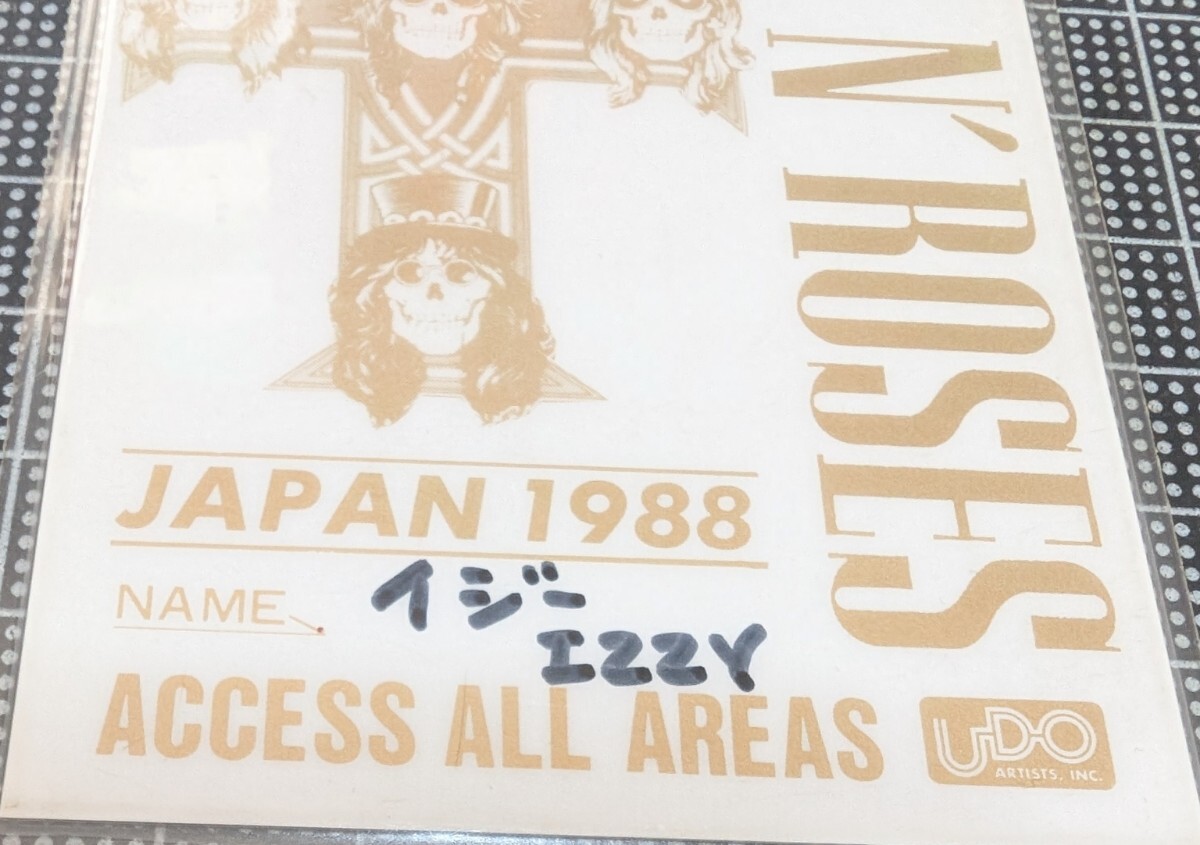 N' ROSES
JAPAN 1988
NAME
イジー
IZZY
ACCESS ALL AREAS
UDO
ARTISTS, INC.